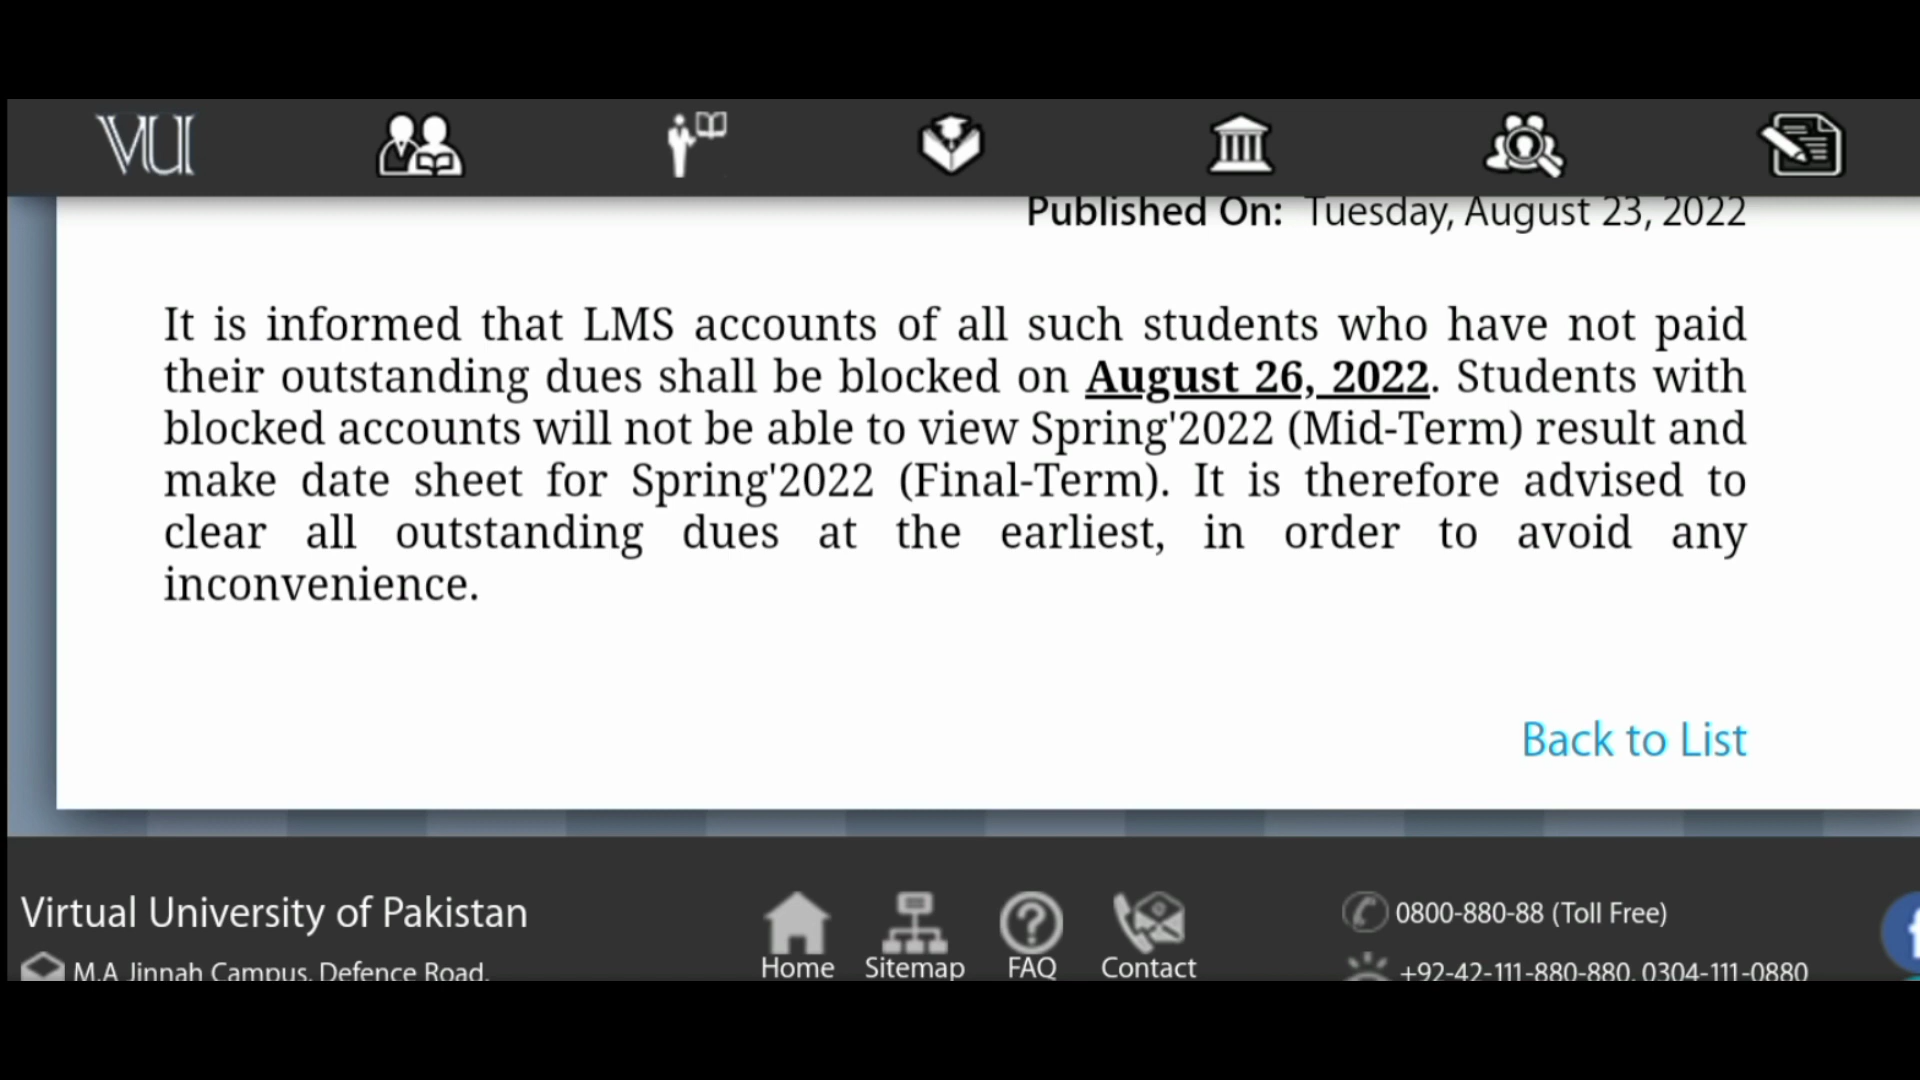 VU
Published On: Tuesday, August 23, 2022
It is informed that LMS accounts of all such students who have not paid
their outstanding dues shall be blocked on August 26, 2022. Students with
blocked accounts will not be able to view Spring'2022 (Mid-Term) result and
make date sheet for Spring'2022 (Final-Term). It is therefore advised to
clear all outstanding dues at the earliest, in order to avoid any
inconvenience.
Back to List
Virtual University of Pakistan
M.A Jinnah Campus, Defence Road,
Home Sitemap FAQ Contact
0800-880-88 (Toll Free)
+92-42-111-880-880, 0304-111-0880